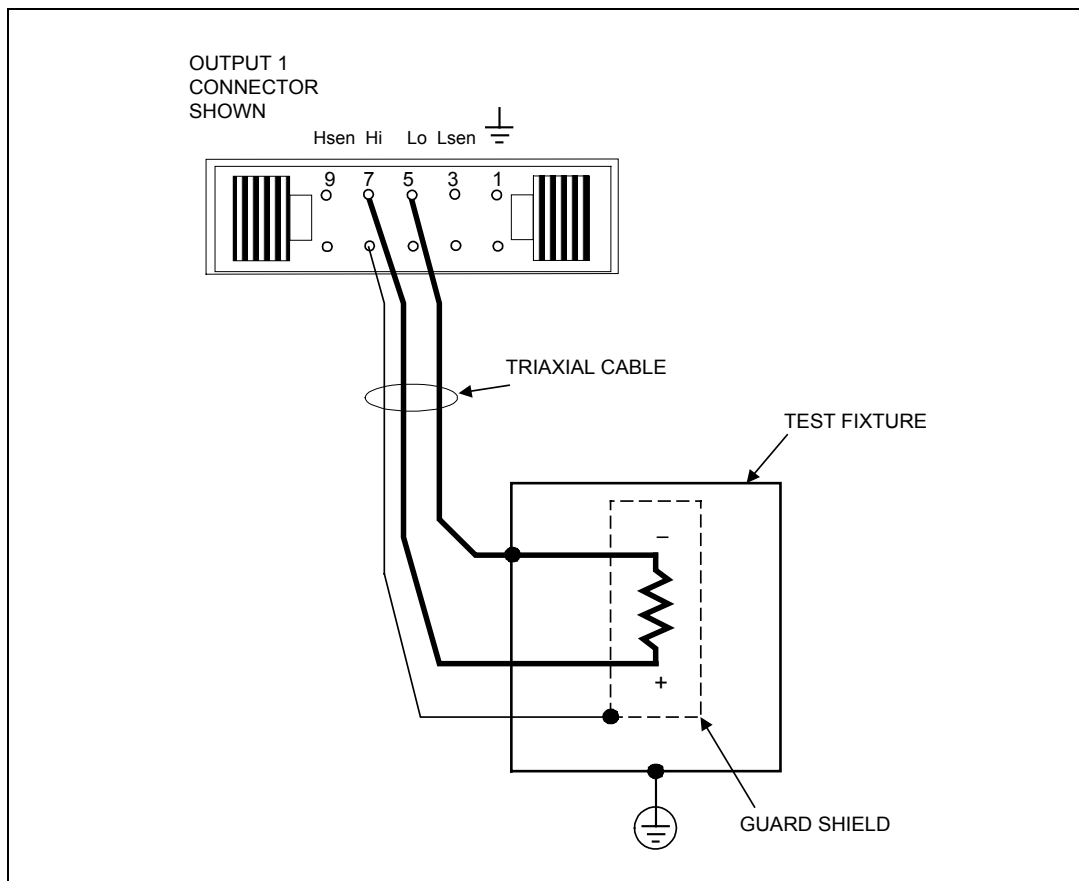 OUTPUT 1
CONNECTOR
SHOWN
Hsen Hi Lo Lsen
9 7 5 3 1
TRIAXIAL CABLE
TEST FIXTURE
–
+
GUARD SHIELD